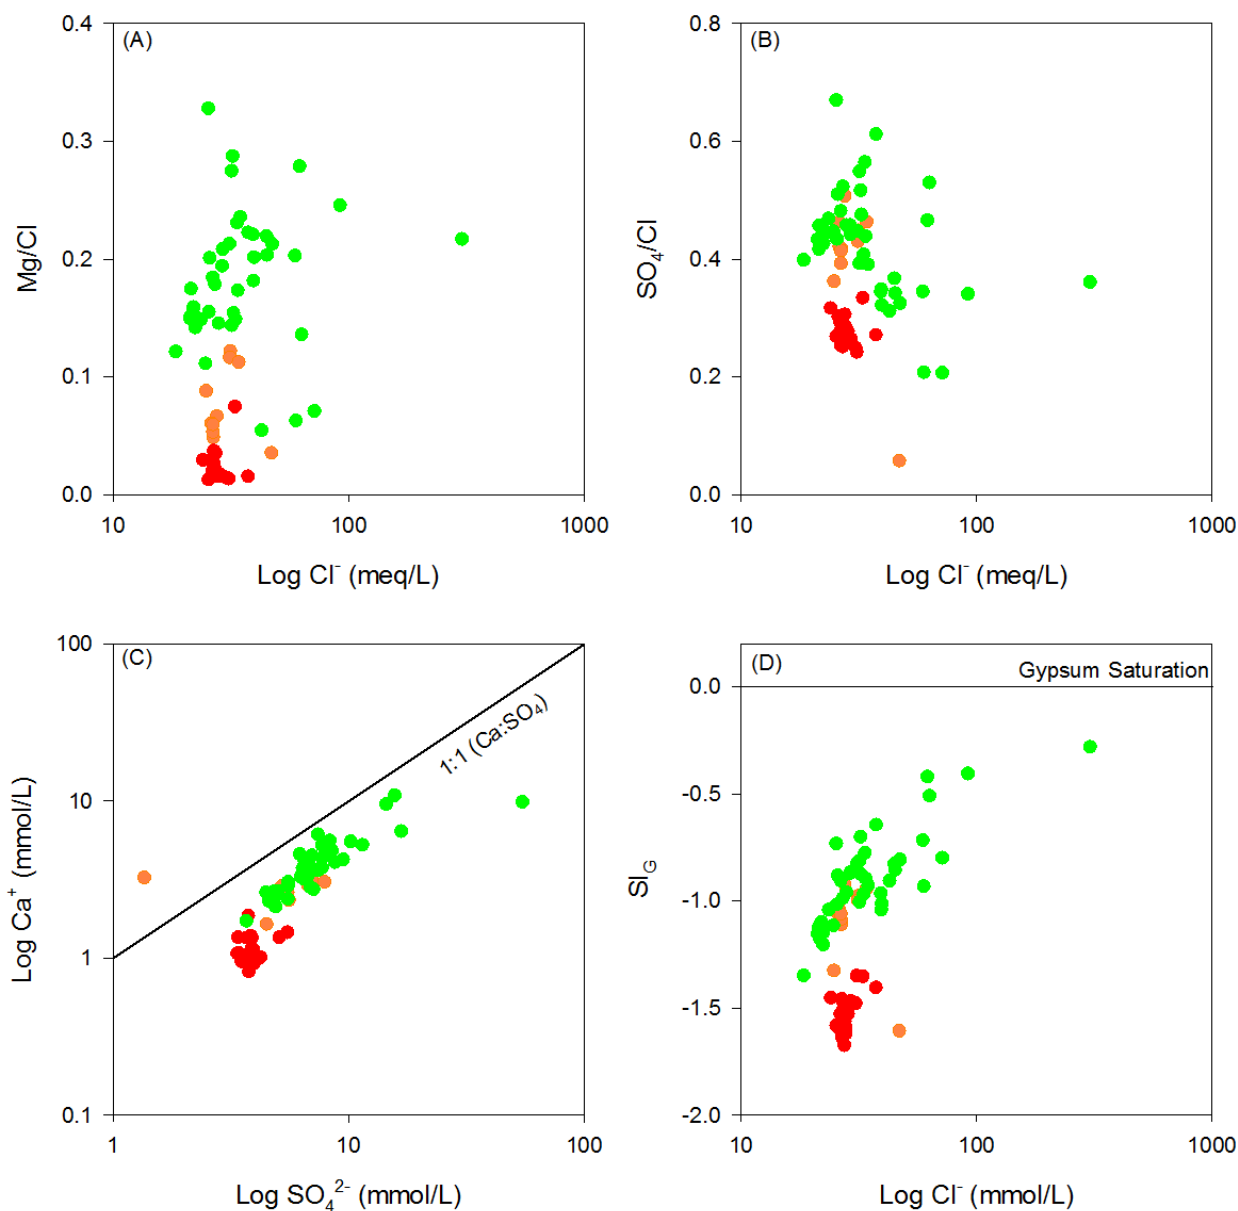 (A)
0.4
0.3
0.2
0.1
0.0
Mg/Cl
10
100
1000
Log Cl⁻ (meq/L)
(B)
0.8
0.6
0.4
0.2
0.0
SO₄/Cl
10
100
1000
Log Cl⁻ (meq/L)
(C)
100
10
1
0.1
Log Ca⁺ (mmol/L)
1:1 (Ca:SO₄)
1
10
100
Log SO₄²⁻ (mmol/L)
(D)
Gypsum Saturation
0.0
-0.5
-1.0
-1.5
-2.0
SI_G
10
100
1000
Log Cl⁻ (mmol/L)